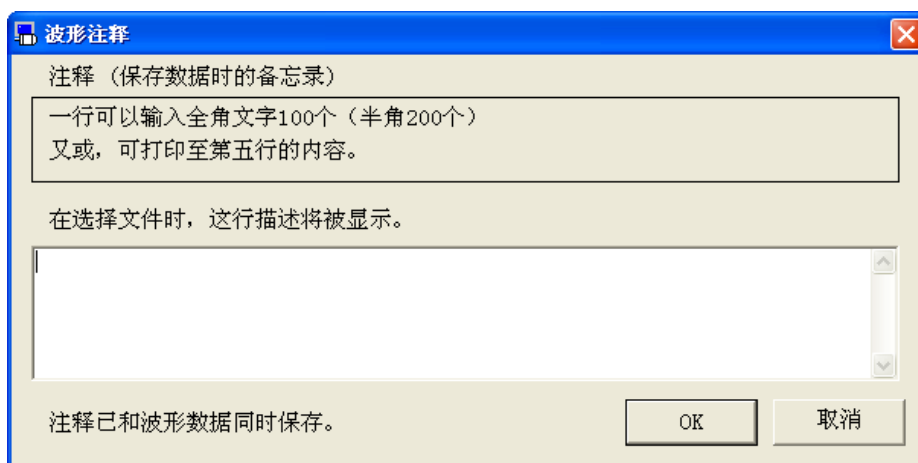 波形注释
注释（保存数据时的备忘录）
一行可以输入全角文字100个（半角200个）
又或，可打印至第五行的内容。
在选择文件时，这行描述将被显示。
注释已和波形数据同时保存。
OK
取消